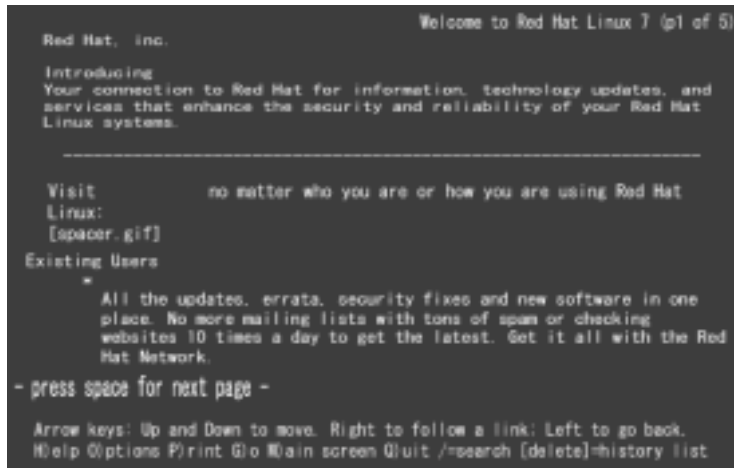 Welcome to Red Hat Linux 7 (p1 of 5)
Red Hat, inc.
Introducing
Your connection to Red Hat for information, technology updates, and
services that enhance the security and reliability of your Red Hat
Linux systems.
Visit no matter who you are or how you are using Red Hat
Linux:
[spacer.gif]
Existing Users
*
All the updates, errata, security fixes and new software in one
place. No more mailing lists with tons of spam or checking
websites 10 times a day to get the latest. Get it all with the Red
Hat Network.
- press space for next page -
Arrow keys: Up and Down to move. Right to follow a link; Left to go back.
H)elp O)ptions P)rint G)o M)ain screen Q)uit /=search [delete]=history list